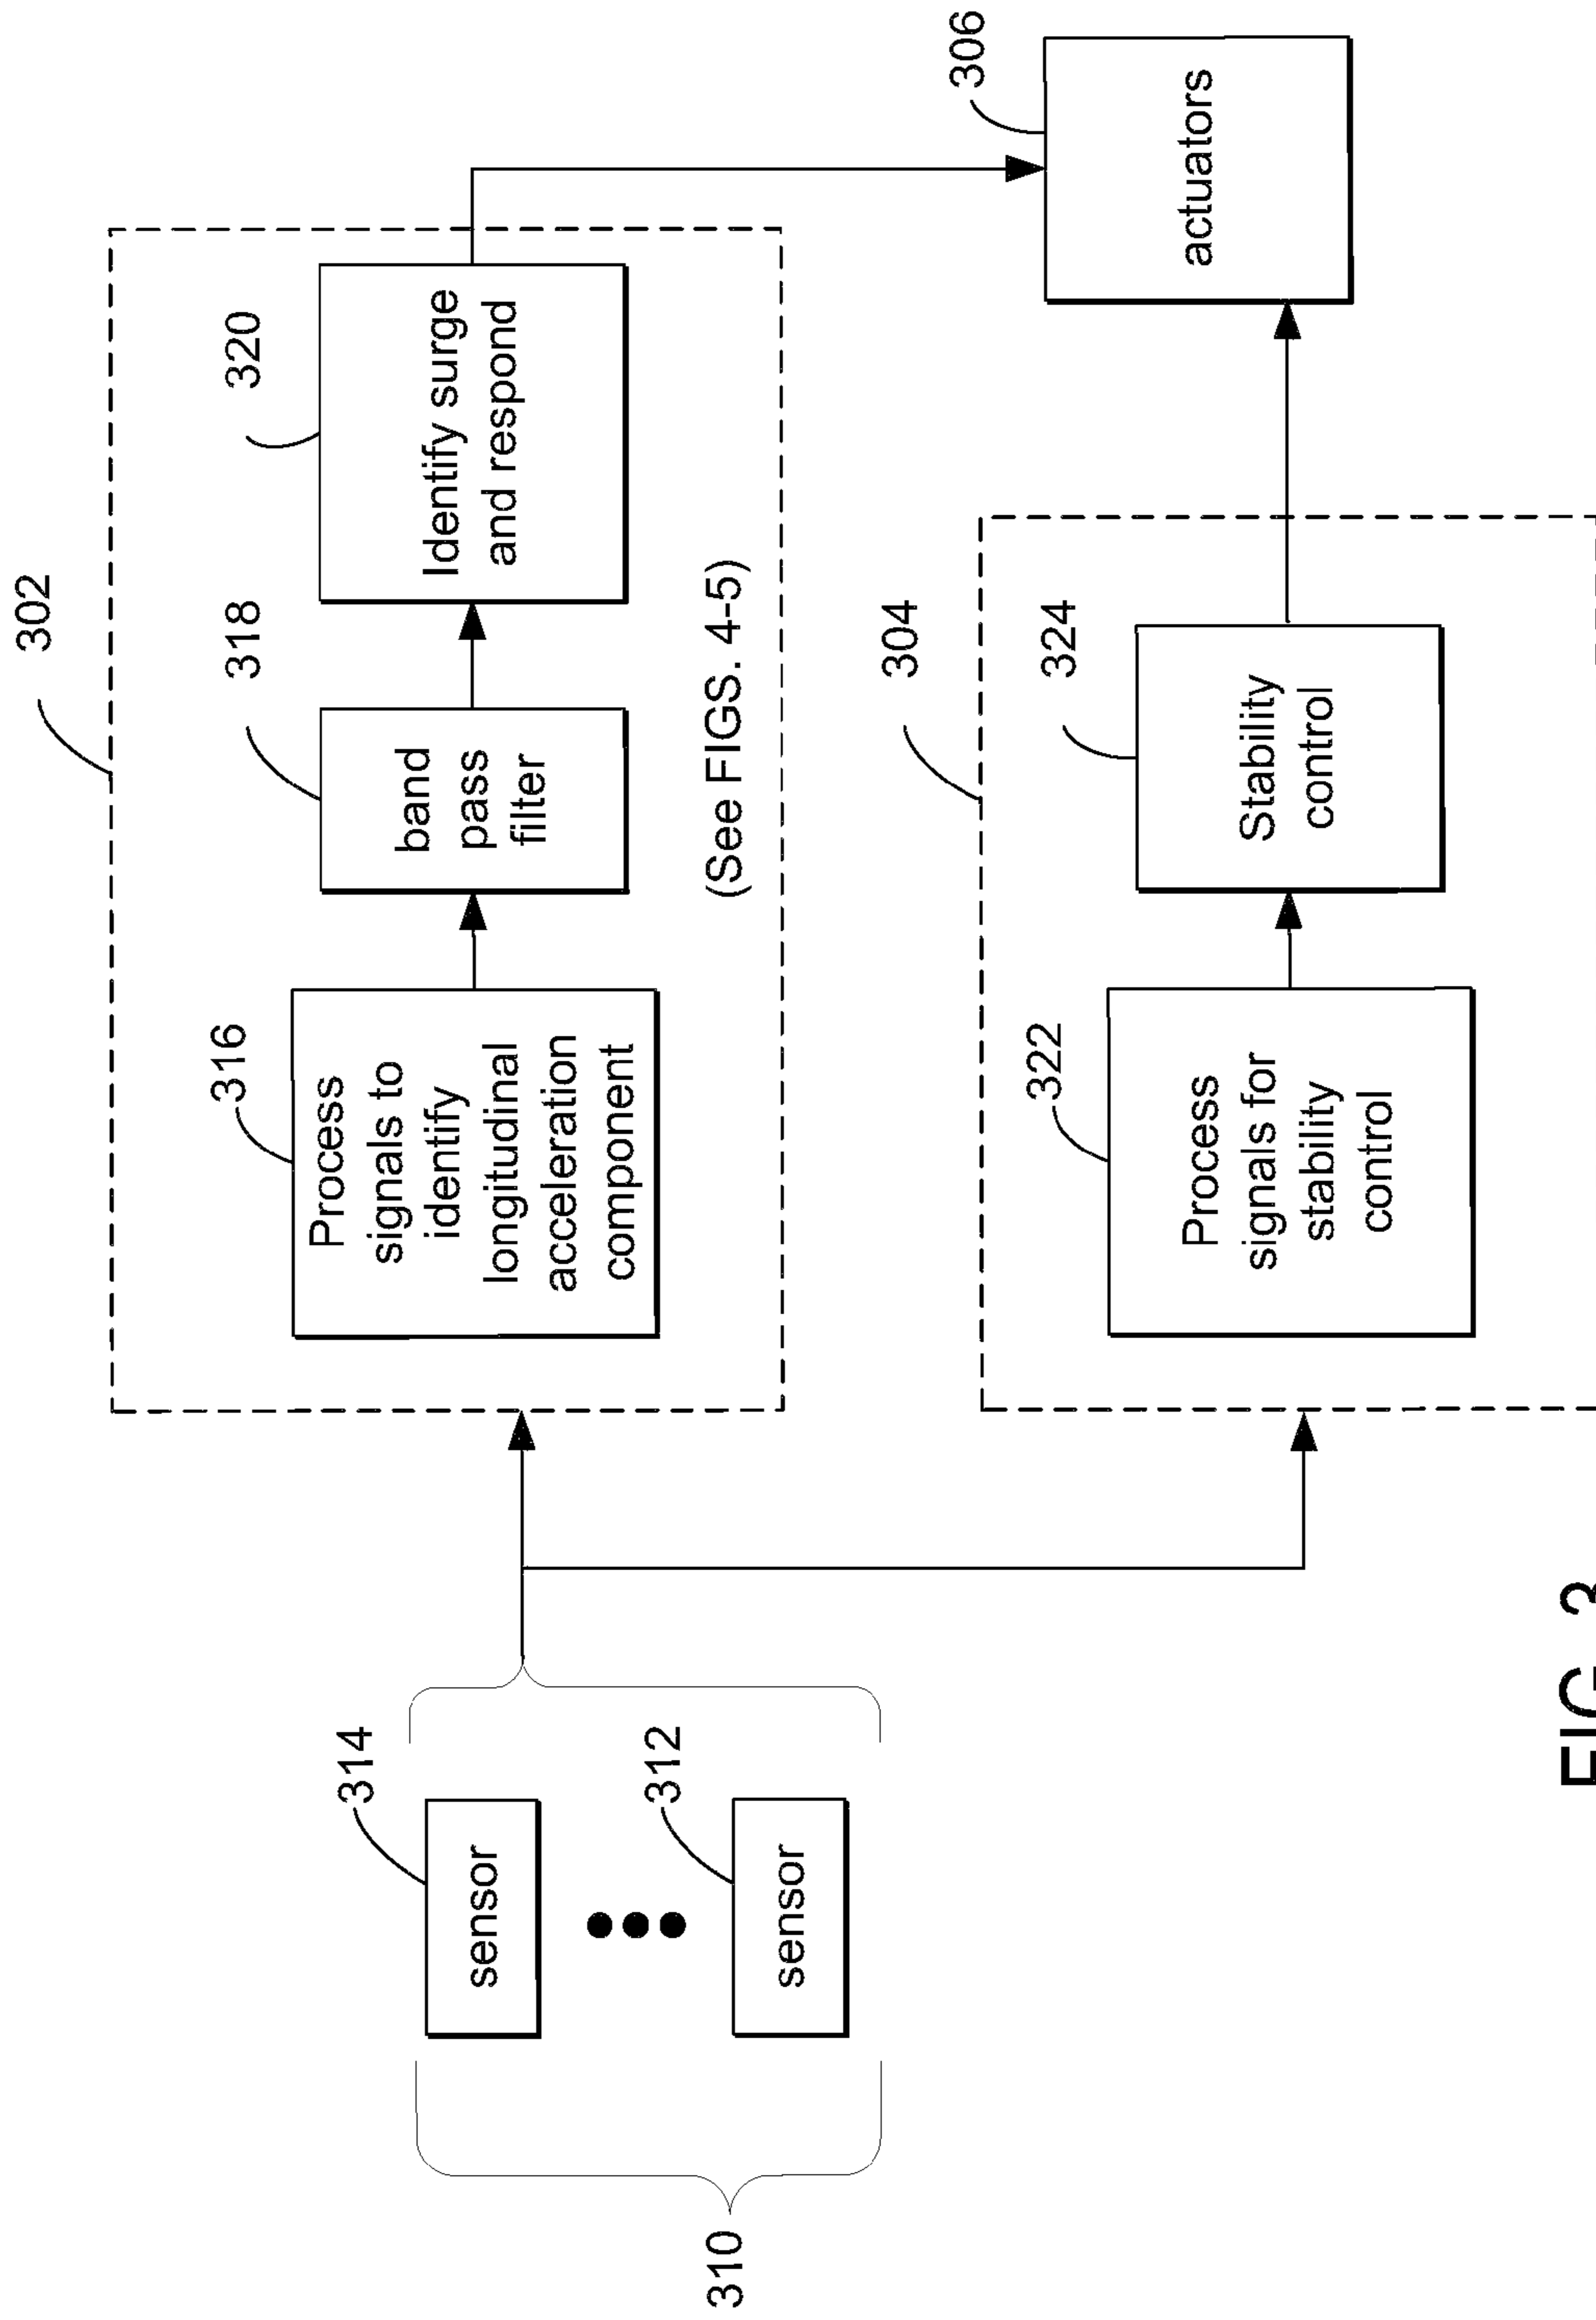 302
316
Process
signals to
identify
longitudinal
acceleration
component
318
band
pass
filter
320
Identify surge
and respond
(See FIGS. 4-5)
314
sensor
312
sensor
310
304
322
Process
signals for
stability
control
324
Stability
control
306
actuators
FIG. 3